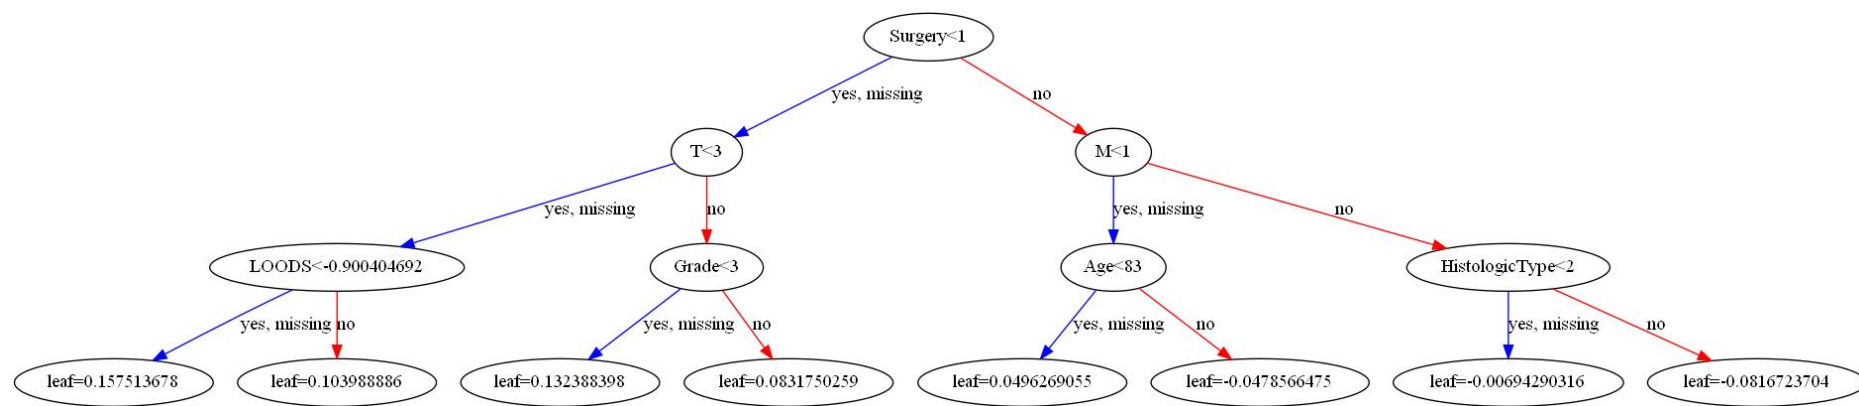 Surgery<1
yes, missing
no
T<3
M<1
yes, missing
no
yes, missing
no
LOODS<-0.900404692
Grade<3
Age<83
HistologicType<2
yes, missing
no
yes, missing
no
yes, missing
no
yes, missing
no
leaf=0.157513678
leaf=0.103988886
leaf=0.132388398
leaf=0.0831750259
leaf=0.0496269055
leaf=-0.0478566475
leaf=-0.00694290316
leaf=-0.0816723704